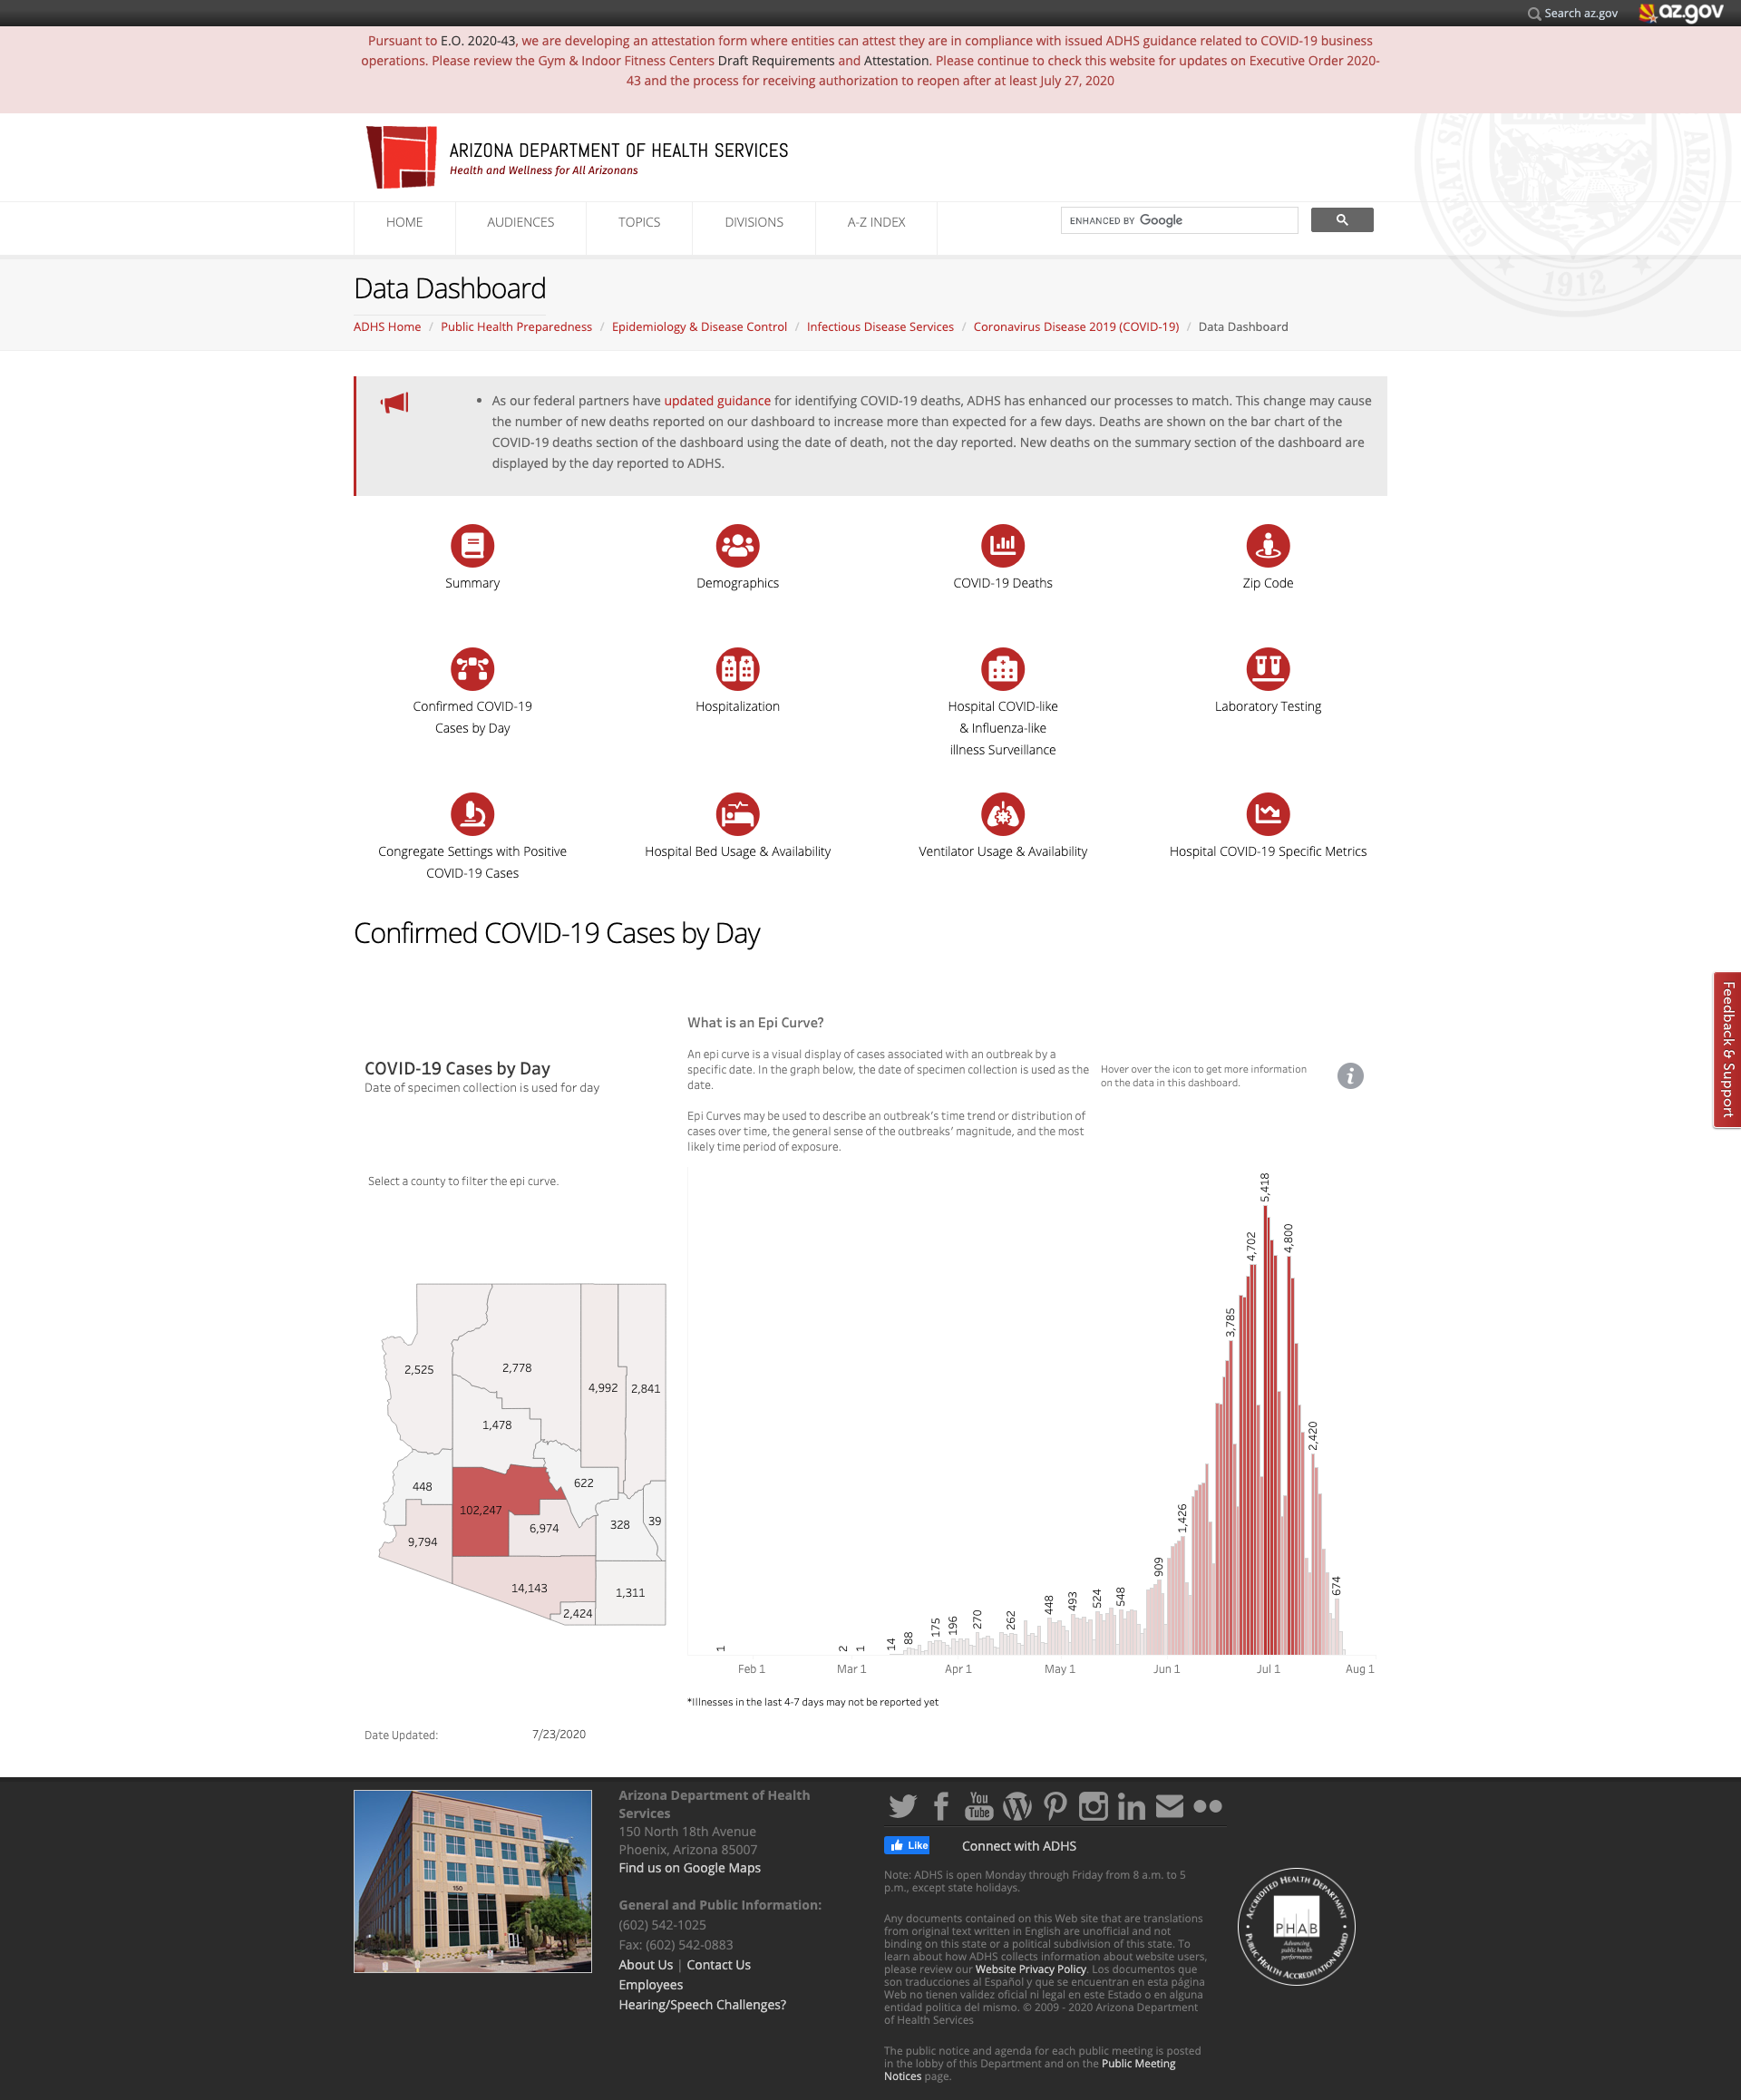 Search az.gov
az.gov
Pursuant to E.O. 2020-43, we are developing an attestation form where entities can attest they are in compliance with issued ADHS guidance related to COVID-19 business
operations. Please review the Gym & Indoor Fitness Centers Draft Requirements and Attestation. Please continue to check this website for updates on Executive Order 2020-
43 and the process for receiving authorization to reopen after at least July 27, 2020
ARIZONA DEPARTMENT OF HEALTH SERVICES
Health and Wellness for All Arizonans
DITAT DEUS
GREAT SE
ARIZONA
1912
HOME
AUDIENCES
TOPICS
DIVISIONS
A-Z INDEX
ENHANCED BY Google
Data Dashboard
ADHS Home / Public Health Preparedness / Epidemiology & Disease Control / Infectious Disease Services / Coronavirus Disease 2019 (COVID-19) / Data Dashboard
• As our federal partners have updated guidance for identifying COVID-19 deaths, ADHS has enhanced our processes to match. This change may cause
the number of new deaths reported on our dashboard to increase more than expected for a few days. Deaths are shown on the bar chart of the
COVID-19 deaths section of the dashboard using the date of death, not the day reported. New deaths on the summary section of the dashboard are
displayed by the day reported to ADHS.
Summary
Demographics
COVID-19 Deaths
Zip Code
Confirmed COVID-19
Cases by Day
Hospitalization
Hospital COVID-like
& Influenza-like
illness Surveillance
Laboratory Testing
Congregate Settings with Positive
COVID-19 Cases
Hospital Bed Usage & Availability
Ventilator Usage & Availability
Hospital COVID-19 Specific Metrics
Confirmed COVID-19 Cases by Day
Feedback & Support
COVID-19 Cases by Day
Date of specimen collection is used for day
What is an Epi Curve?
An epi curve is a visual display of cases associated with an outbreak by a
specific date. In the graph below, the date of specimen collection is used as the
date.
Epi Curves may be used to describe an outbreak's time trend or distribution of
cases over time, the general sense of the outbreaks' magnitude, and the most
likely time period of exposure.
Hover over the icon to get more information
on the data in this dashboard.
i
Select a county to filter the epi curve.
2,525
2,778
4,992
2,841
1,478
448
622
102,247
9,794
6,974
328
39
14,143
1,311
2,424
1
2
1
14
88
175
196
270
262
448
493
524
548
909
1,426
3,785
4,702
5,418
4,800
2,420
674
Feb 1
Mar 1
Apr 1
May 1
Jun 1
Jul 1
Aug 1
*Illnesses in the last 4-7 days may not be reported yet
Date Updated:
7/23/2020
150
Arizona Department of Health
Services
150 North 18th Avenue
Phoenix, Arizona 85007
Find us on Google Maps
General and Public Information:
(602) 542-1025
Fax: (602) 542-0883
About Us | Contact Us
Employees
Hearing/Speech Challenges?
You
Tube
Like
Connect with ADHS
Note: ADHS is open Monday through Friday from 8 a.m. to 5
p.m., except state holidays.
Any documents contained on this Web site that are translations
from original text written in English are unofficial and not
binding on this state or a political subdivision of this state. To
learn about how ADHS collects information about website users,
please review our Website Privacy Policy. Los documentos que
son traducciones al Español y que se encuentran en esta página
Web no tienen validez oficial ni legal en este Estado o en alguna
entidad politica del mismo. © 2009 - 2020 Arizona Department
of Health Services
The public notice and agenda for each public meeting is posted
in the lobby of this Department and on the Public Meeting
Notices page.
ACCREDITED HEALTH DEPARTMENT
PHAB
Advancing
public health
performance
PUBLIC HEALTH ACCREDITATION BOARD